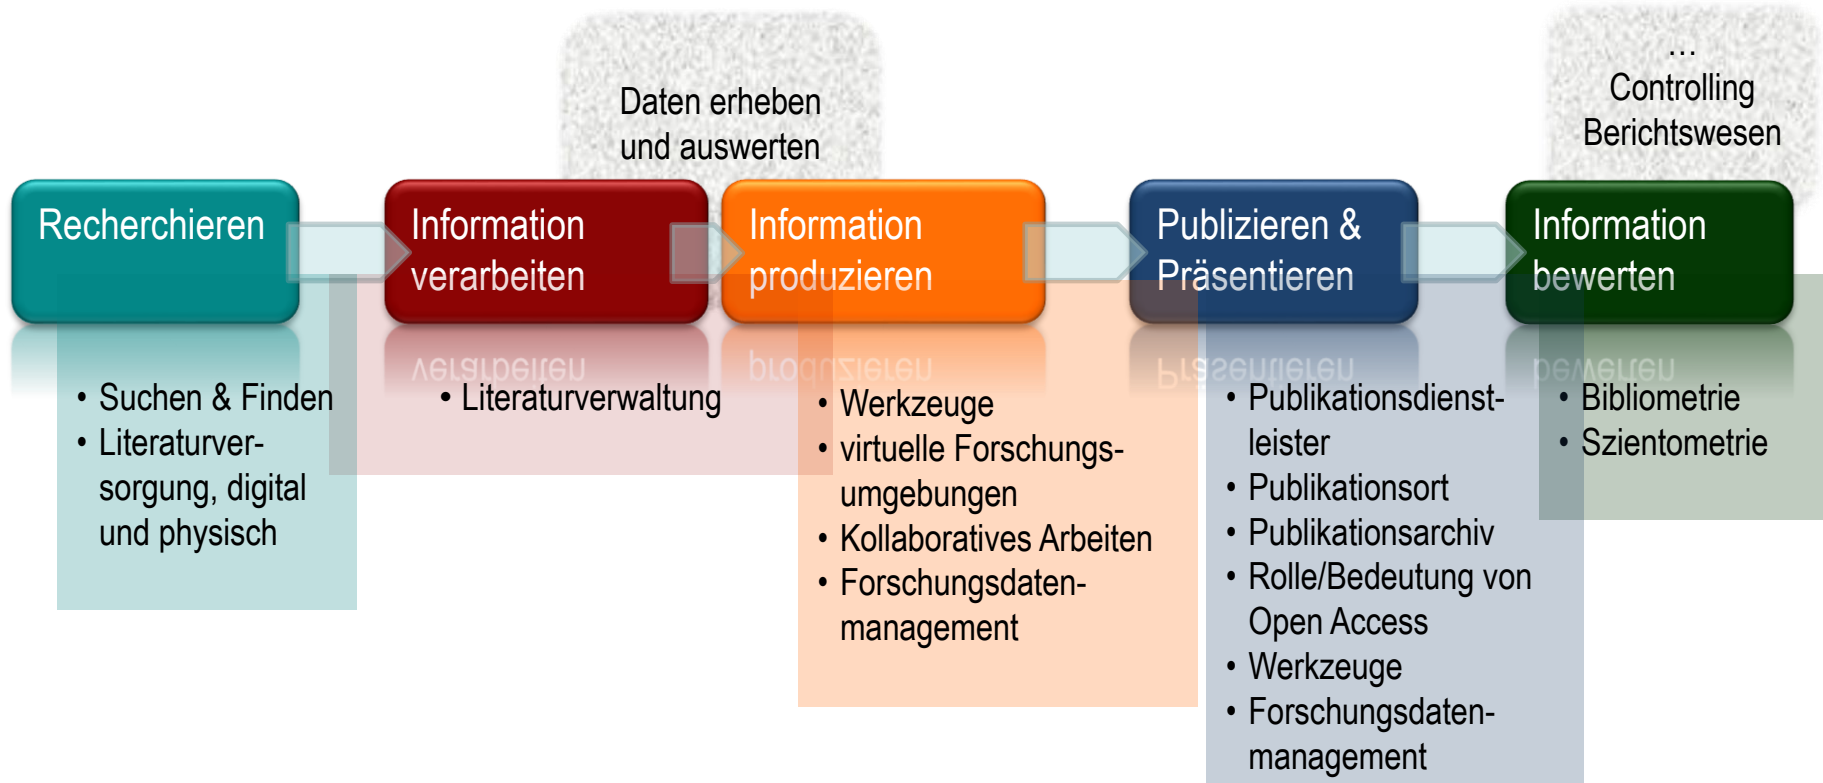 Daten erheben
und auswerten
…
Controlling
Berichtswesen
Recherchieren
• Suchen & Finden
• Literaturver-
sorgung, digital
und physisch
Information
verarbeiten
• Literaturverwaltung
Information
produzieren
• Werkzeuge
• virtuelle Forschungs-
umgebungen
• Kollaboratives Arbeiten
• Forschungsdaten-
management
Publizieren &
Präsentieren
• Publikationsdienst-
leister
• Publikationsort
• Publikationsarchiv
• Rolle/Bedeutung von
Open Access
• Werkzeuge
• Forschungsdaten-
management
Information
bewerten
• Bibliometrie
• Szientometrie